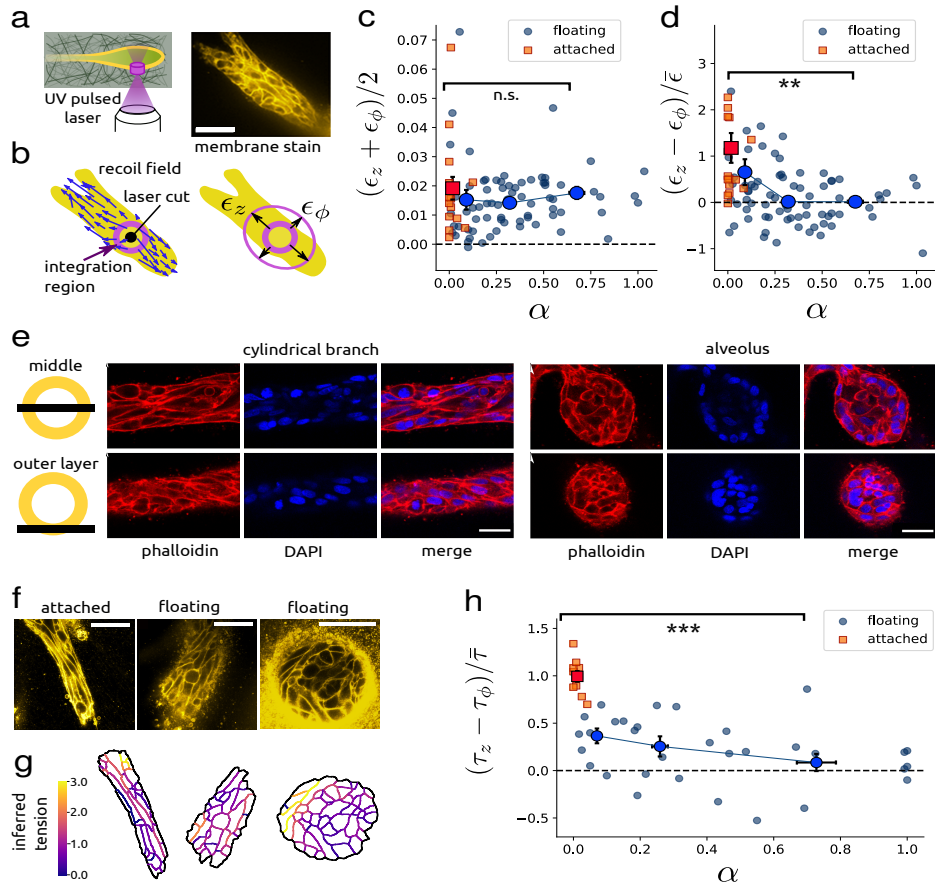 a
UV pulsed
laser
membrane stain
b
recoil field
laser cut
integration
region
ϵ_z
ϵ_ϕ
c
floating
attached
n.s.
(ϵ_z + ϵ_ϕ)/2
0.07
0.06
0.05
0.04
0.03
0.02
0.01
0.00
0.00 0.25 0.50 0.75 1.00
α
d
floating
attached
**
(ϵ_z − ϵ_ϕ)/ϵ̄
2
1
0
−1
0.00 0.25 0.50 0.75 1.00
α
e
cylindrical branch
alveolus
middle
outer layer
phalloidin DAPI merge
phalloidin DAPI merge
f
attached floating floating
g
inferred
tension
3.0
2.0
1.0
0.0
h
floating
attached
***
(τ_z − τ_ϕ)/τ̄
1.5
1.0
0.5
0.0
−0.5
0.0 0.2 0.4 0.6 0.8 1.0
α